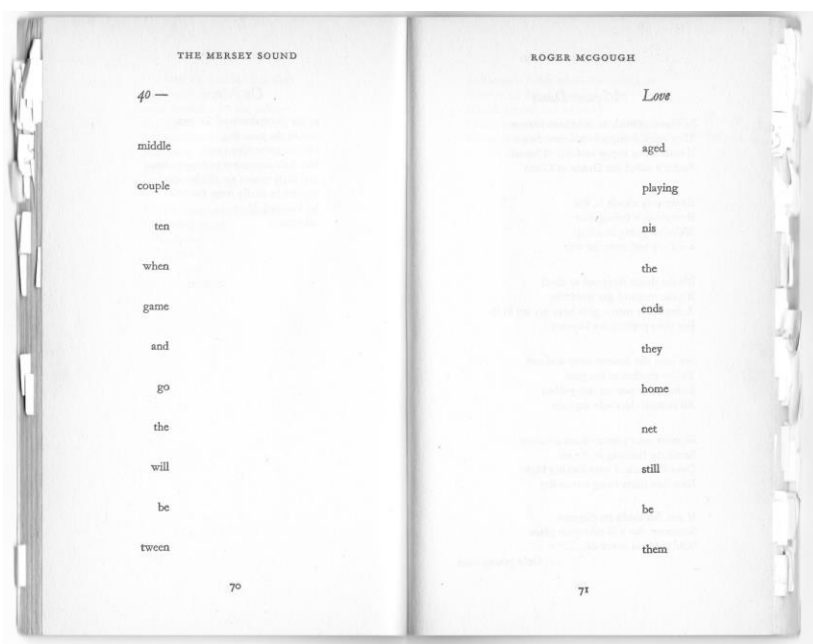 THE MERSEY SOUND ROGER MCGOUGH
40 — Love
middle aged
couple playing
ten nis
when the
game ends
and they
go home
the net
will still
be be
tween them
70 71